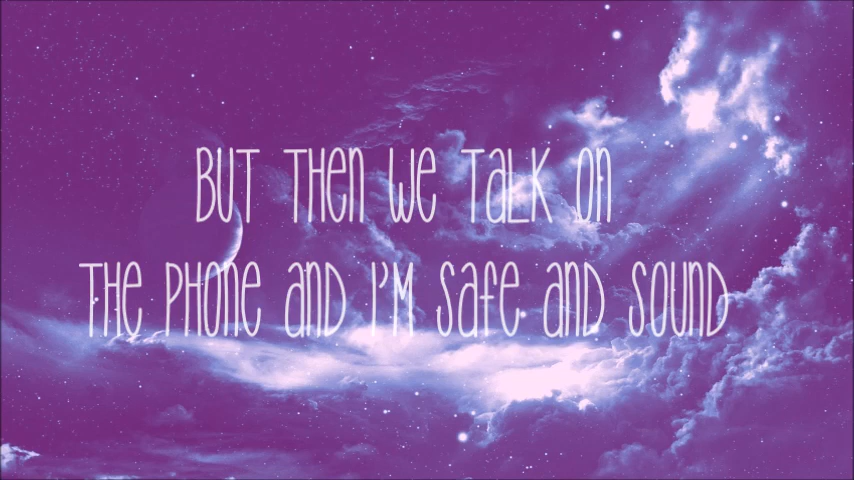 BUT THEN WE TALK ON
THE PHONE AND I'M SAFE AND SOUND